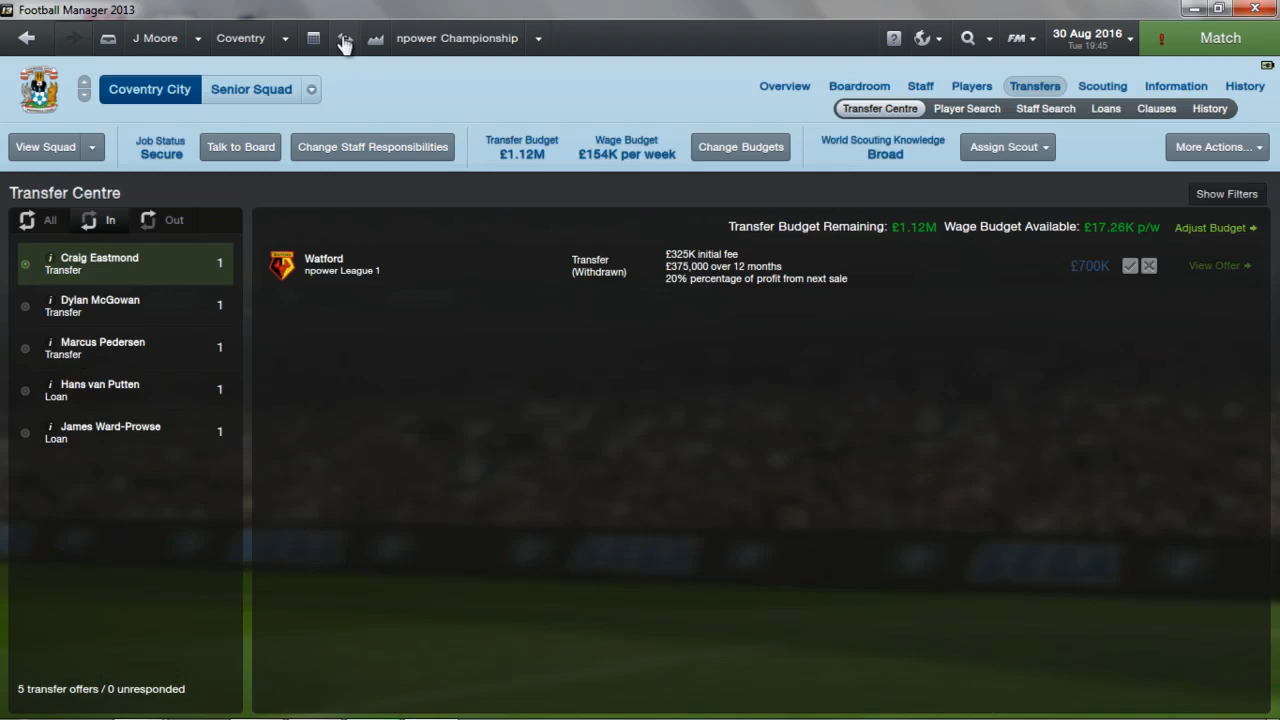 Football Manager 2013
J Moore
Coventry
npower Championship
FM
30 Aug 2016
Tue 19:45
Match
Coventry City
Senior Squad
Overview
Boardroom
Staff
Players
Transfers
Scouting
Information
History
Transfer Centre
Player Search
Staff Search
Loans
Clauses
History
View Squad
Job Status
Secure
Talk to Board
Change Staff Responsibilities
Transfer Budget
£1.12M
Wage Budget
£154K per week
Change Budgets
World Scouting Knowledge
Broad
Assign Scout
More Actions...
Transfer Centre
Show Filters
All
In
Out
Transfer Budget Remaining: £1.12M Wage Budget Available: £17.26K p/w Adjust Budget
i Craig Eastmond
Transfer
1
i Dylan McGowan
Transfer
1
i Marcus Pedersen
Transfer
1
i Hans van Putten
Loan
1
i James Ward-Prowse
Loan
1
Watford
npower League 1
Transfer
(Withdrawn)
£325K initial fee
£375,000 over 12 months
20% percentage of profit from next sale
£700K
View Offer
5 transfer offers / 0 unresponded